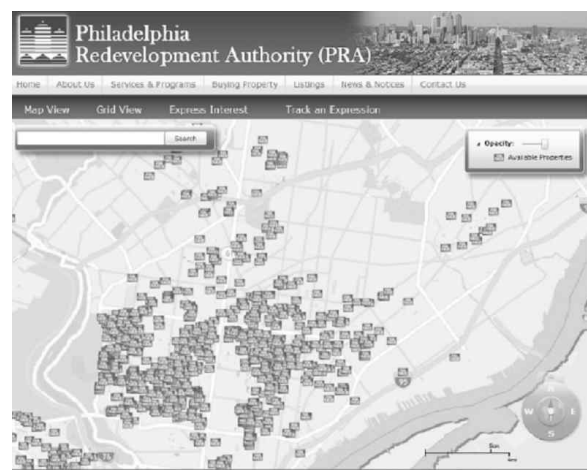 Philadelphia
Redevelopment Authority (PRA)
Home About Us Services & Programs Buying Property Listings News & Notices Contact Us
Map View Grid View Express Interest Track an Expression
Search
Opacity:
Available Properties
W
S